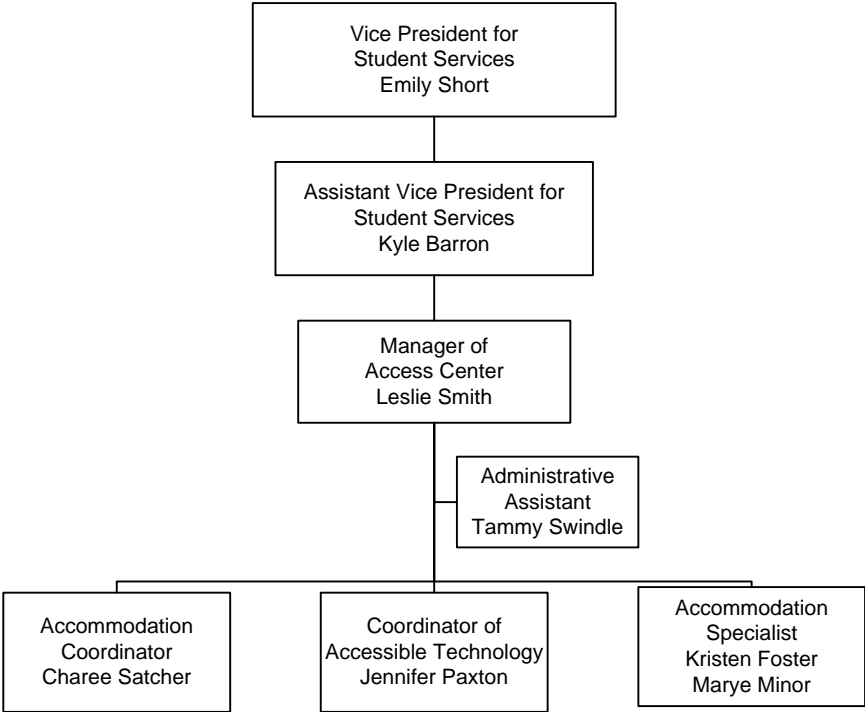 Vice President for
Student Services
Emily Short
Assistant Vice President for
Student Services
Kyle Barron
Manager of
Access Center
Leslie Smith
Administrative
Assistant
Tammy Swindle
Accommodation
Coordinator
Charee Satcher
Coordinator of
Accessible Technology
Jennifer Paxton
Accommodation
Specialist
Kristen Foster
Marye Minor